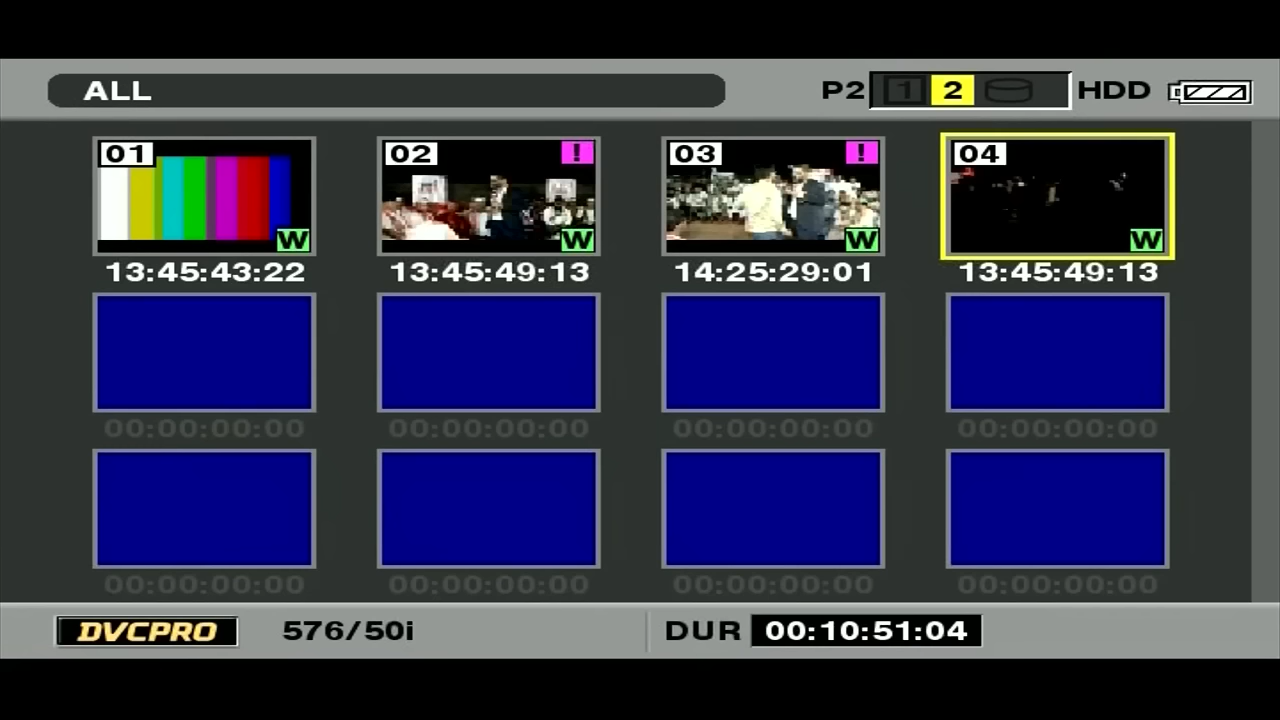 ALL P2 1 2 HDD
01 02 ! 03 ! 04
W W W W
13:45:43:22 13:45:49:13 14:25:29:01 13:45:49:13
00:00:00:00 00:00:00:00 00:00:00:00 00:00:00:00
00:00:00:00 00:00:00:00 00:00:00:00 00:00:00:00
DVCPRO 576/50i DUR 00:10:51:04